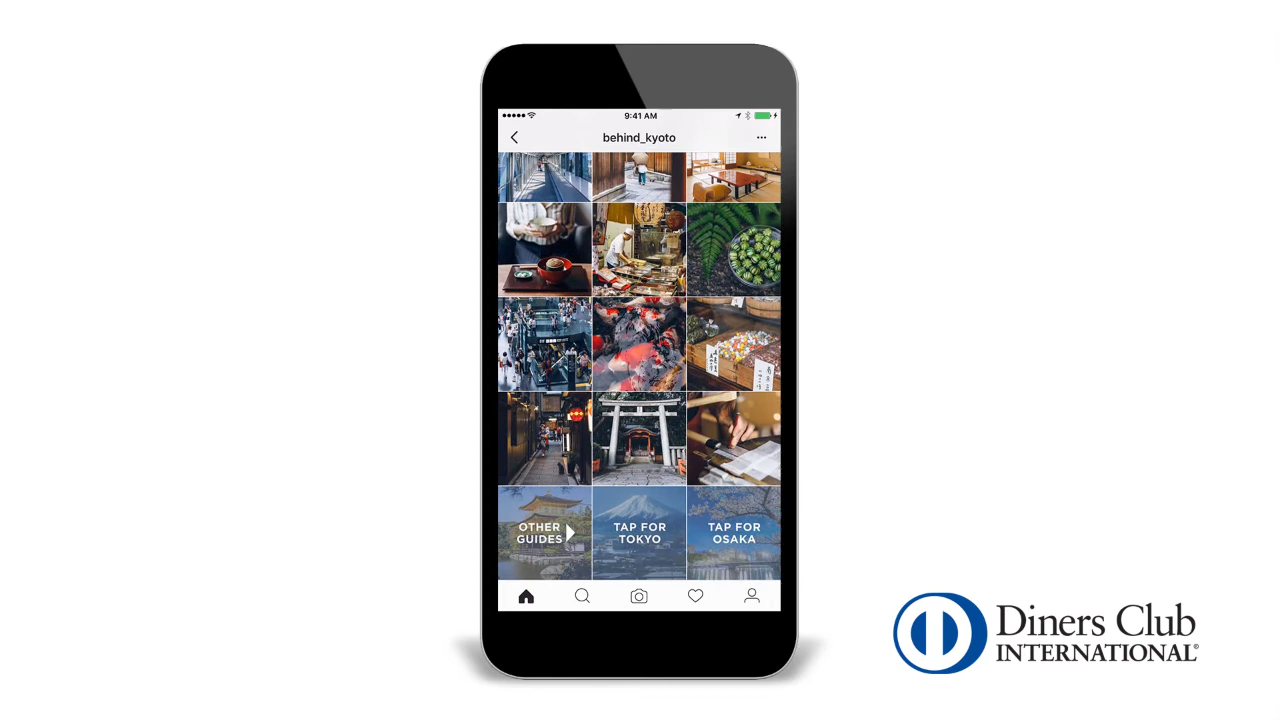 9:41 AM
behind_kyoto
OTHER
GUIDES
TAP FOR
TOKYO
TAP FOR
OSAKA
Diners Club
INTERNATIONAL®